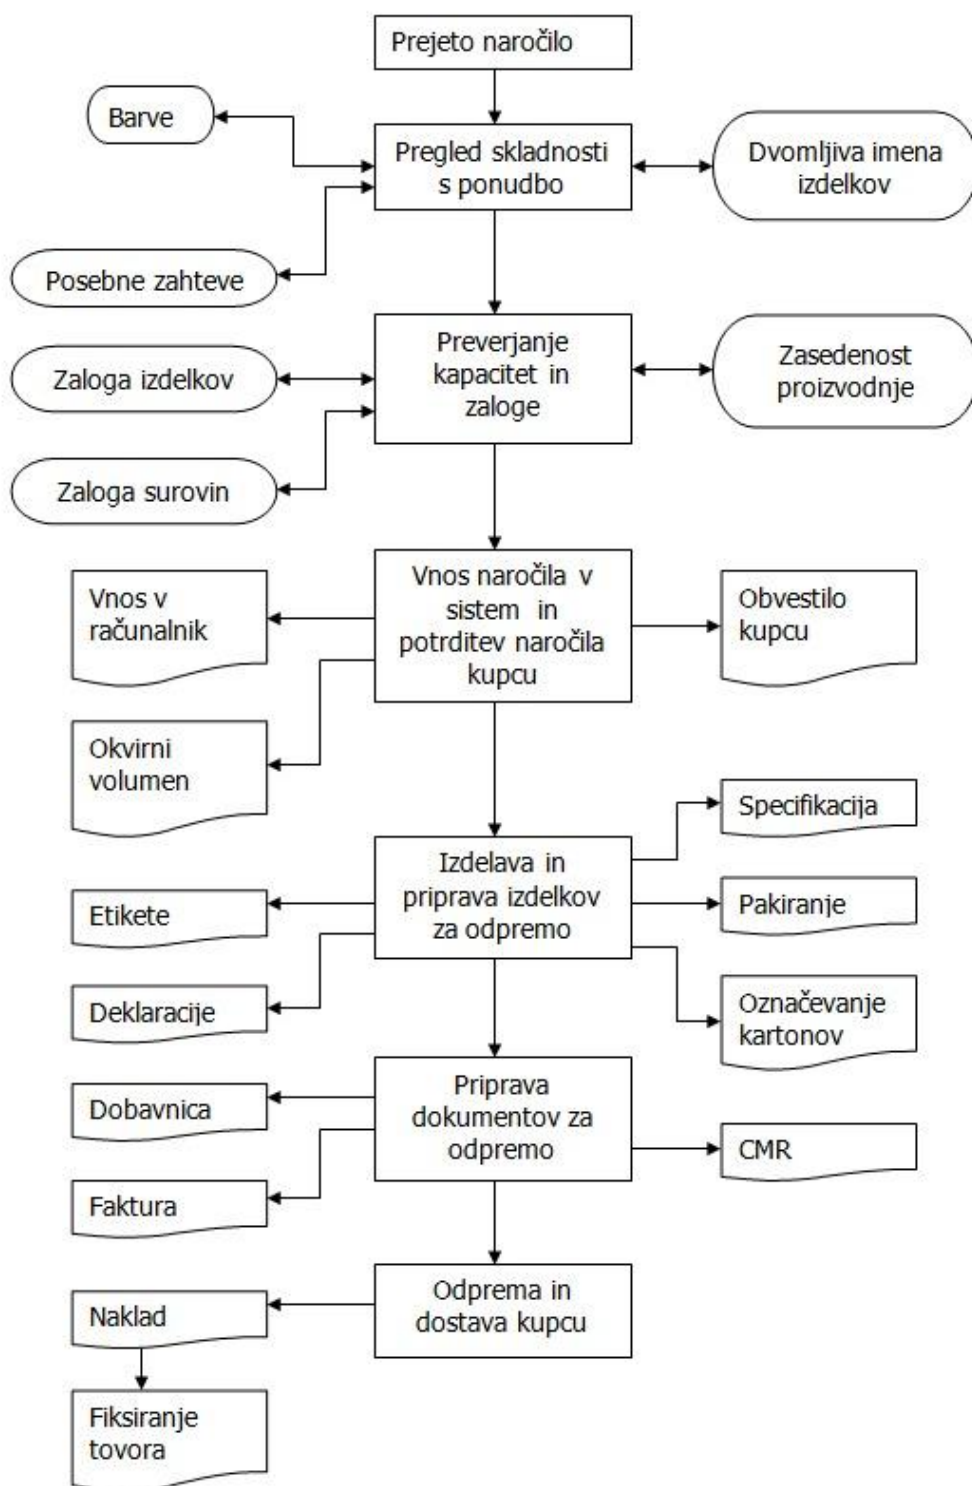 Prejeto naročilo
Barve
Pregled skladnosti
s ponudbo
Dvomljiva imena
izdelkov
Posebne zahteve
Preverjanje
kapacitet in
zaloge
Zaloga izdelkov
Zasedenost
proizvodnje
Zaloga surovin
Vnos naročila v
sistem in
potrditev naročila
kupcu
Vnos v
računalnik
Obvestilo
kupcu
Okvirni
volumen
Specifikacija
Izdelava in
priprava izdelkov
za odpremo
Etikete
Pakiranje
Deklaracije
Označevanje
kartonov
Priprava
dokumentov za
odpremo
Dobavnica
CMR
Faktura
Odprema in
dostava kupcu
Naklad
Fiksiranje
tovora